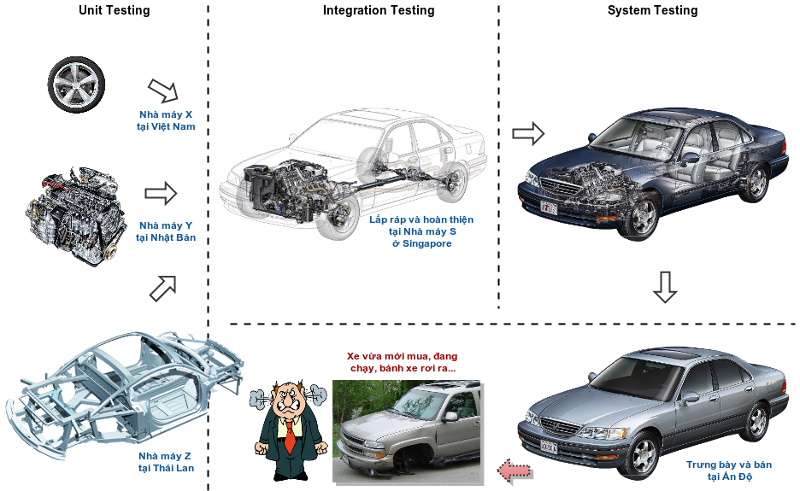 Unit Testing
Integration Testing
System Testing
Nhà máy X
tại Việt Nam
Nhà máy Y
tại Nhật Bản
Lắp ráp và hoàn thiện
tại Nhà máy S
ở Singapore
Nhà máy Z
tại Thái Lan
Xe vừa mới mua, đang
chạy, bánh xe rơi ra...
Trưng bày và bán
tại Ấn Độ